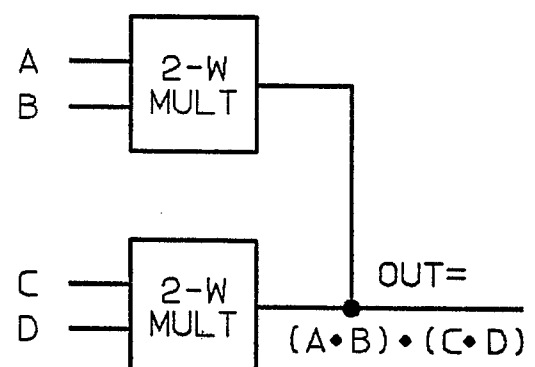 A
B
2-W
MULT
C
D
2-W
MULT
OUT=
(A•B)•(C•D)